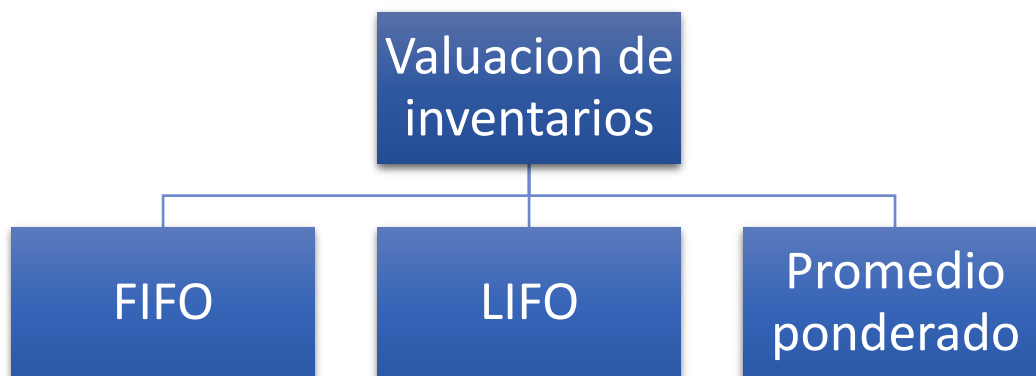 Valuacion de
inventarios
FIFO
LIFO
Promedio
ponderado